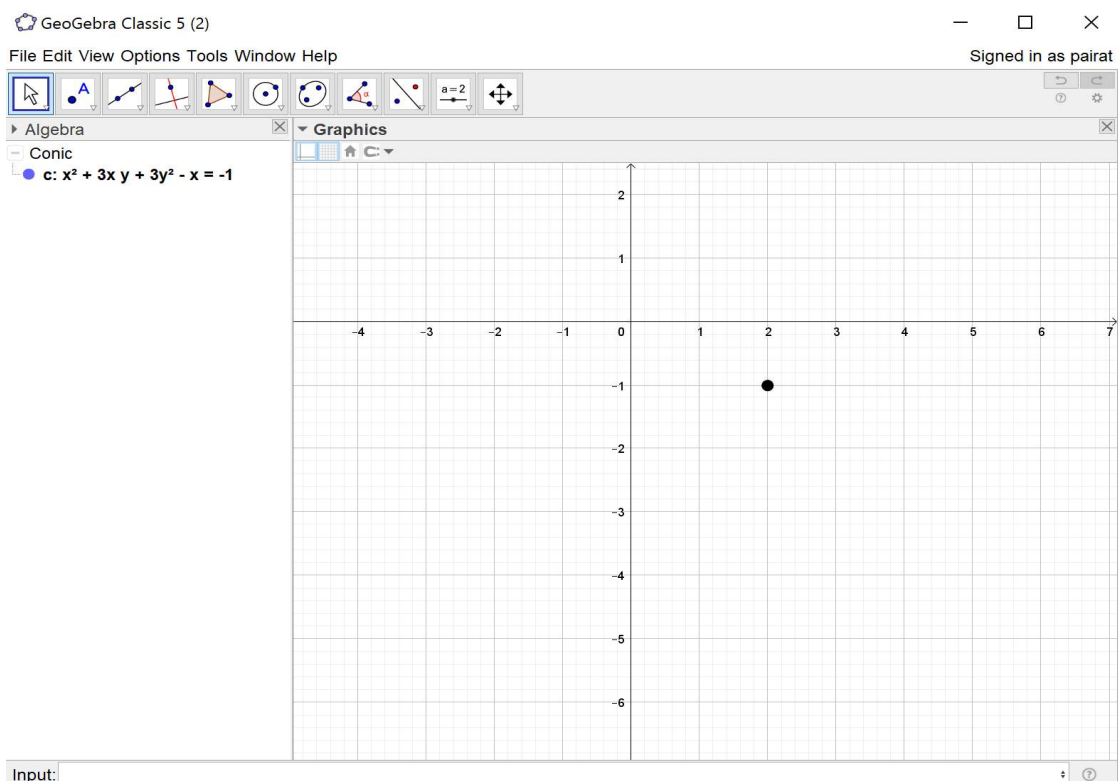 GeoGebra Classic 5 (2)
File Edit View Options Tools Window Help
Signed in as pairat
A
α
a=2
Algebra
Graphics
Conic
c: x² + 3x y + 3y² - x = -1
2
1
-4 -3 -2 -1 0 1 2 3 4 5 6 7
-1
-2
-3
-4
-5
-6
Input: